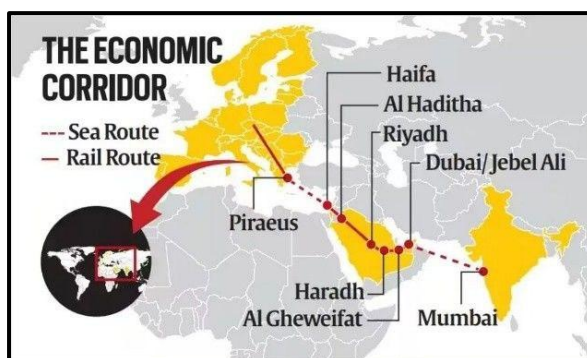 THE ECONOMIC
CORRIDOR
Sea Route
Rail Route
Haifa
Al Haditha
Riyadh
Dubai/ Jebel Ali
Piraeus
Haradh
Al Gheweifat
Mumbai